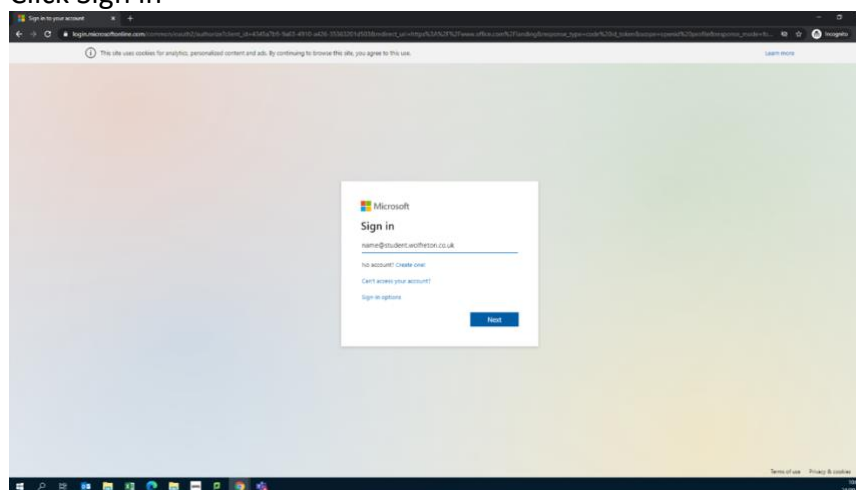 Click Sign in
Sign in to your account
Incognito
This site uses cookies for analytics, personalized content and ads. By continuing to browse this site, you agree to this use.
Learn more
Microsoft
Sign in
name@student.wolfreton.co.uk
No account? Create one!
Can't access your account?
Sign-in options
Next
Terms of use Privacy & cookies